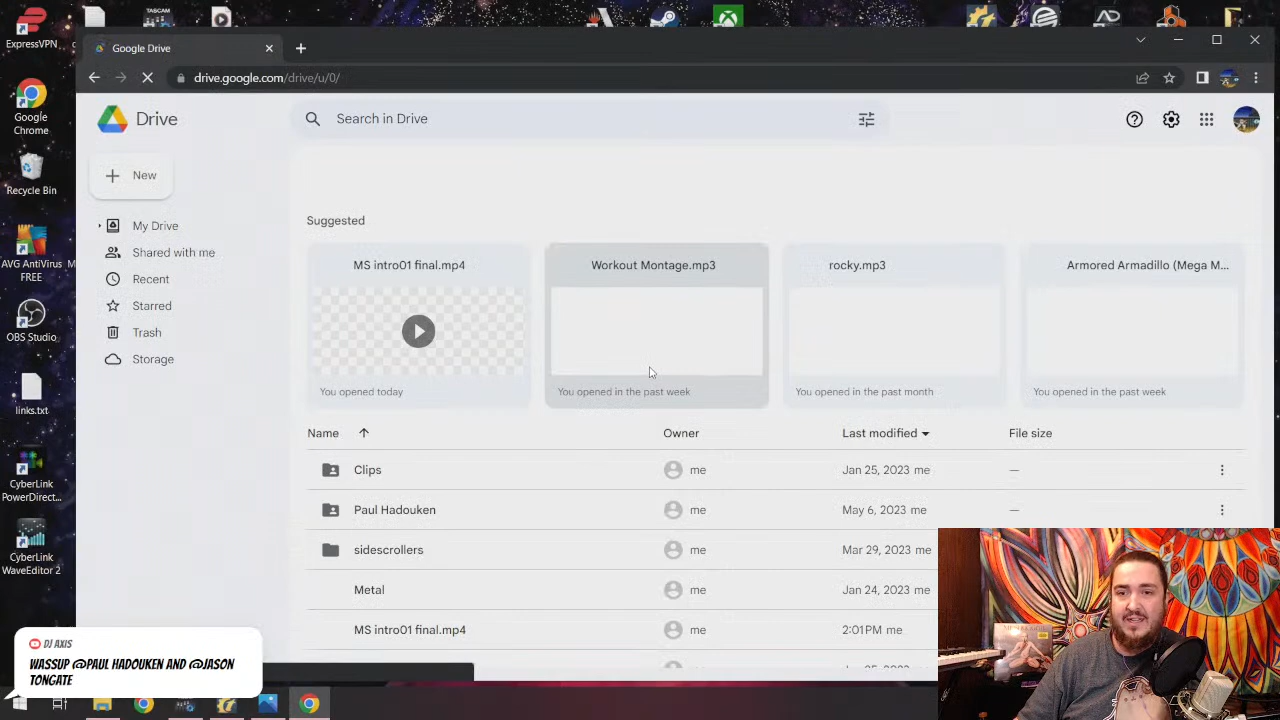 TASCAM
ExpressVPN
Google Drive
drive.google.com/drive/u/0/
Google
Chrome
Drive
Search in Drive
New
Recycle Bin
My Drive
Shared with me
Recent
Starred
Trash
Storage
AVG AntiVirus
FREE
M
OBS Studio
links.txt
CyberLink
PowerDirect...
CyberLink
WaveEditor 2
Suggested
MS intro01 final.mp4
Workout Montage.mp3
rocky.mp3
Armored Armadillo (Mega M...
You opened today
You opened in the past week
You opened in the past month
You opened in the past week
Name Owner Last modified File size
Clips me Jan 25, 2023 me —
Paul Hadouken me May 6, 2023 me —
sidescrollers me Mar 29, 2023 me
Metal me Jan 24, 2023 me
MS intro01 final.mp4 me 2:01 PM me
DJ AXIS
WASSUP @PAUL HADOUKEN AND @JASON
TONGATE